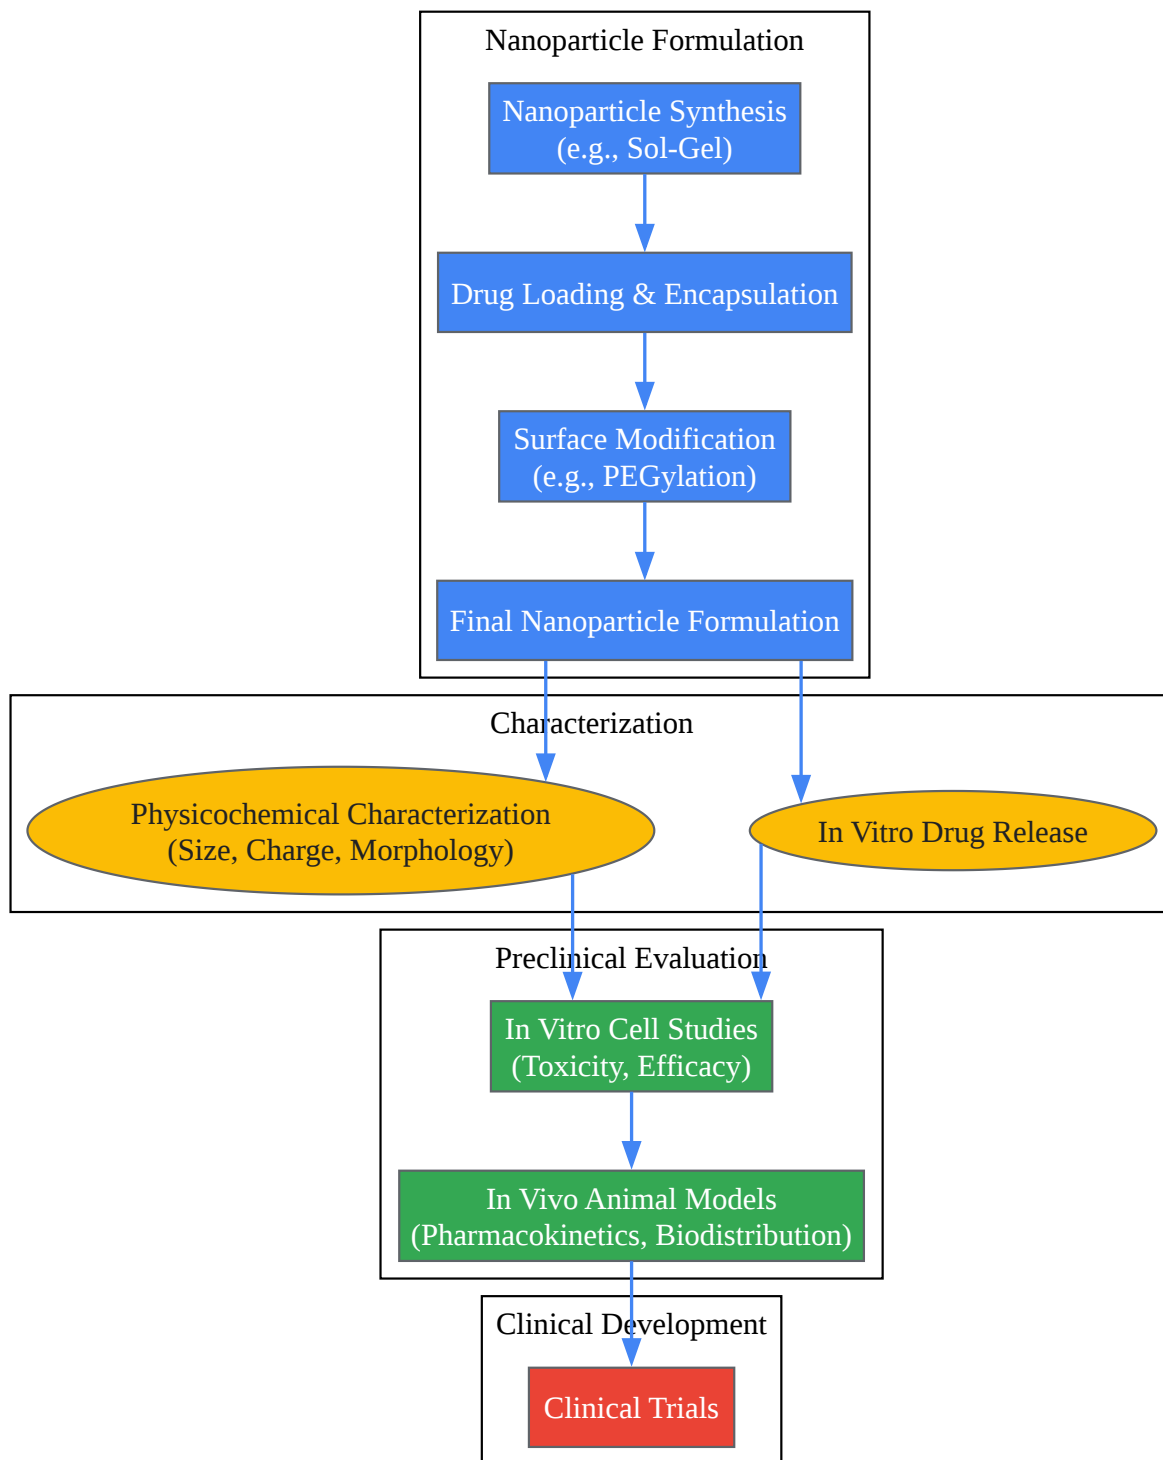 Nanoparticle Formulation
Nanoparticle Synthesis
(e.g., Sol-Gel)
Drug Loading & Encapsulation
Surface Modification
(e.g., PEGylation)
Final Nanoparticle Formulation
Characterization
Physicochemical Characterization
(Size, Charge, Morphology)
In Vitro Drug Release
Preclinical Evaluation
In Vitro Cell Studies
(Toxicity, Efficacy)
In Vivo Animal Models
(Pharmacokinetics, Biodistribution)
Clinical Development
Clinical Trials